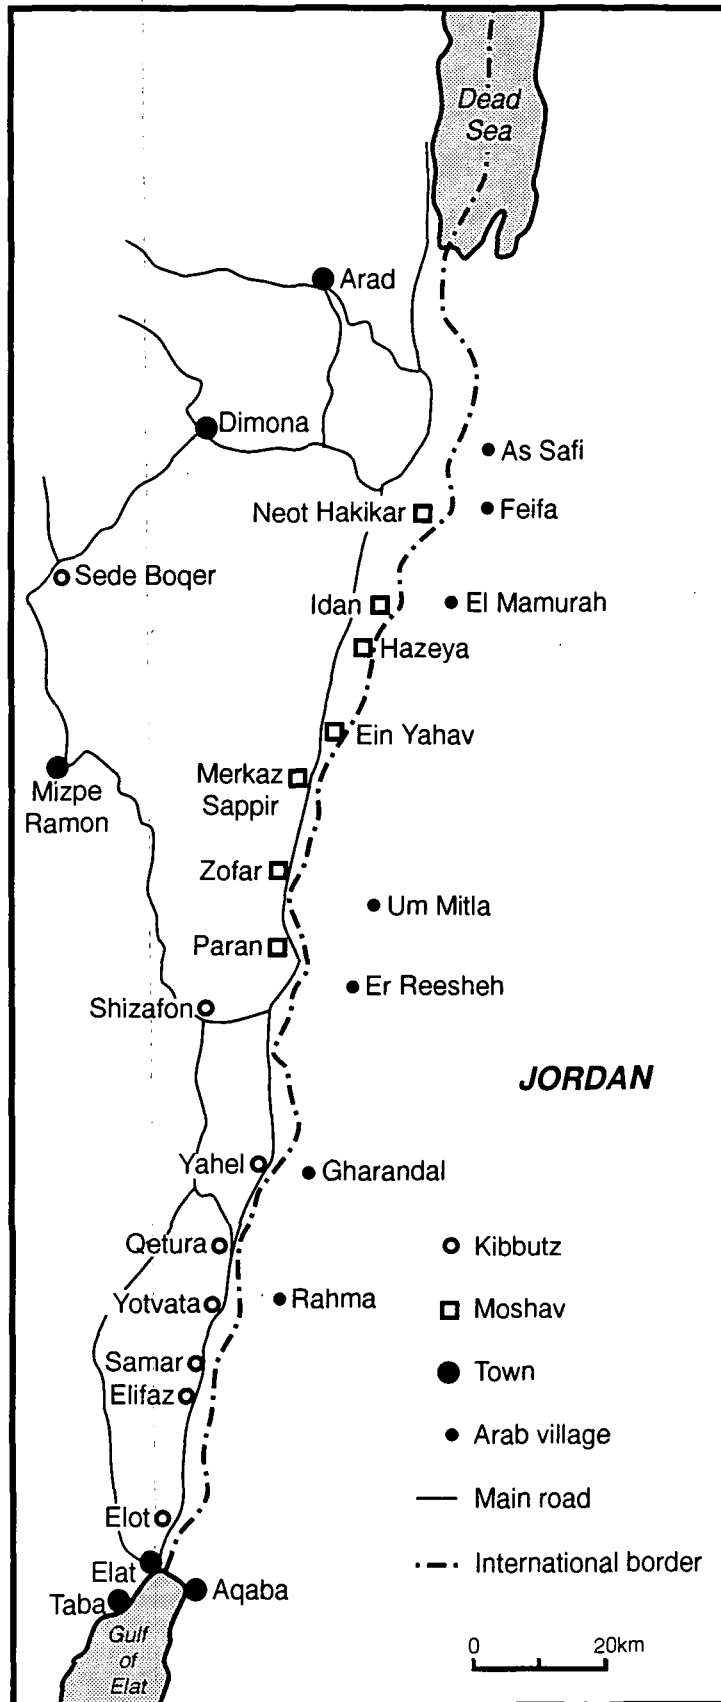 Dead
Sea
Arad
Dimona
As Safi
Neot Hakikar
Feifa
Sede Boqer
Idan
El Mamurah
Hazeya
Ein Yahav
Merkaz
Sappir
Mizpe
Ramon
Zofar
Um Mitla
Paran
Er Reesheh
Shizafon
JORDAN
Yahel
Gharandal
Qetura
Kibbutz
Yotvata
Rahma
Moshav
Samar
Town
Elifaz
Arab village
Main road
Elot
International border
Elat
Aqaba
Taba
Gulf
of
Elat
0 20km